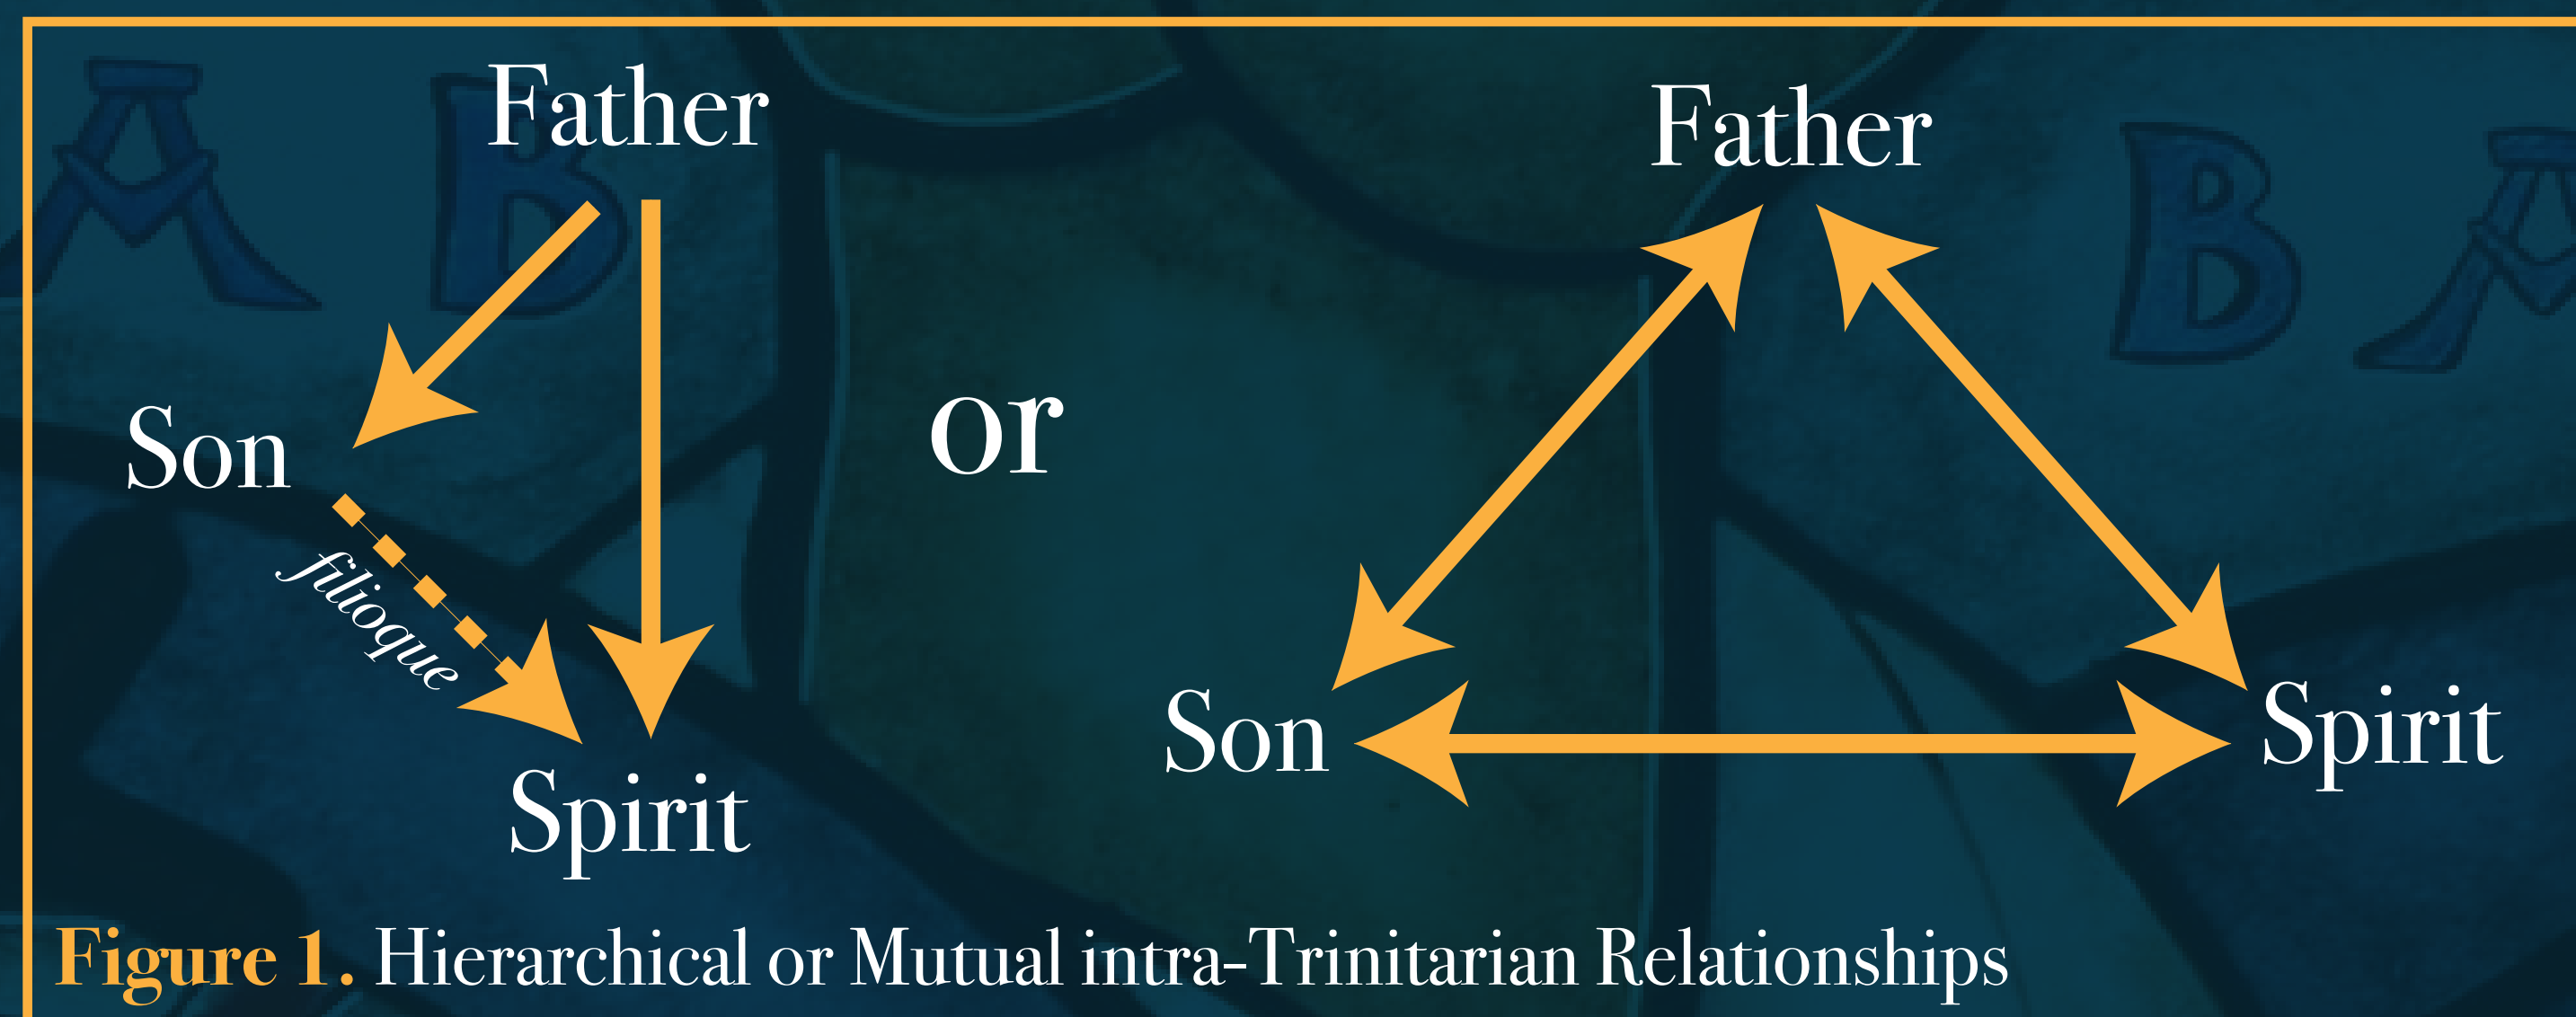 Father
Son
filioque
Spirit
or
Father
Son
Spirit
A B
B A
Figure 1. Hierarchical or Mutual intra-Trinitarian Relationships